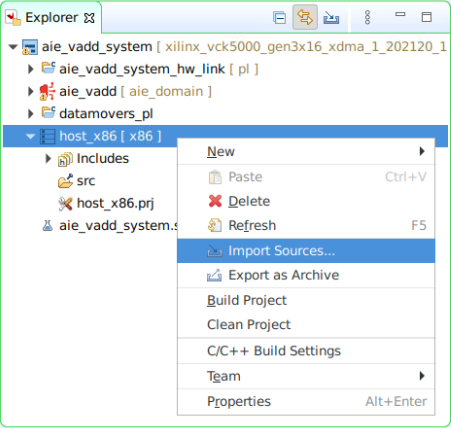 Explorer
aie_vadd_system [ xilinx_vck5000_gen3x16_xdma_1_202120_1
aie_vadd_system_hw_link [ pl ]
aie_vadd [ aie_domain ]
datamovers_pl
host_x86 [ x86 ]
Includes
src
host_x86.prj
aie_vadd_system.s
New
Paste Ctrl+V
Delete
Refresh F5
Import Sources...
Export as Archive
Build Project
Clean Project
C/C++ Build Settings
Team
Properties Alt+Enter